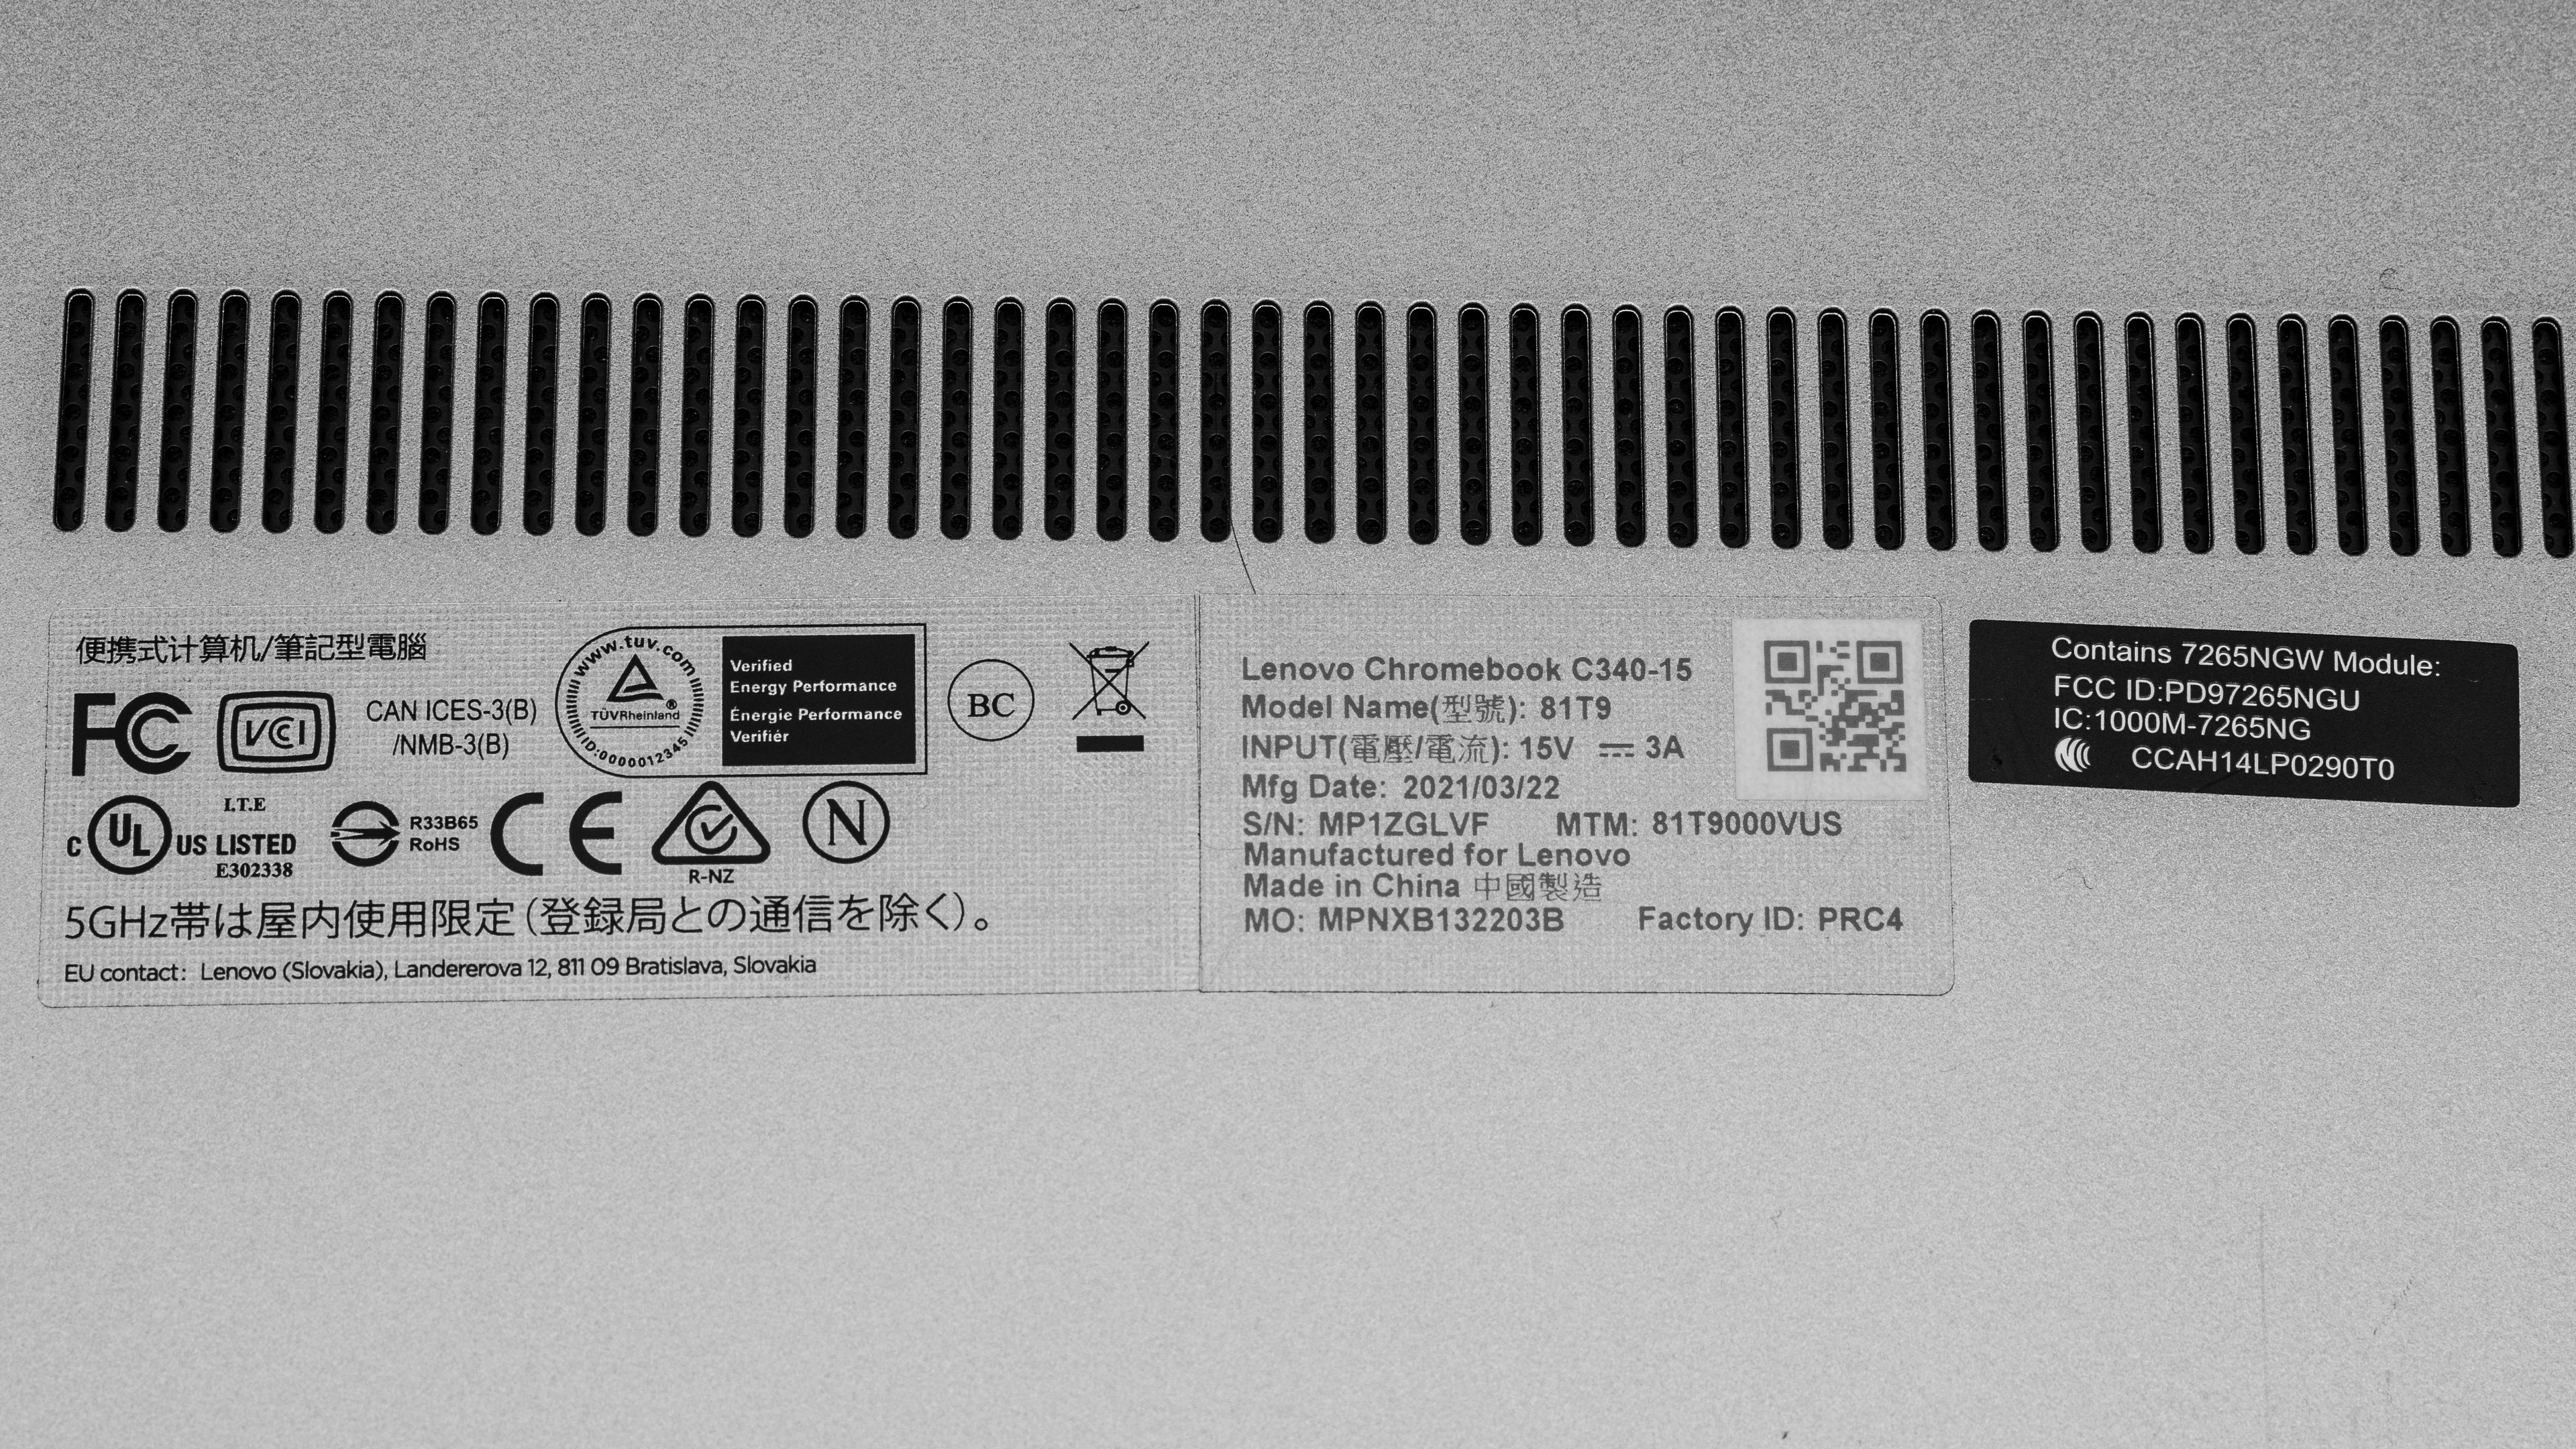 便携式计算机/筆記型電腦
FC
VCI
CAN ICES-3(B)
/NMB-3(B)
www.tuv.com
TÜVRheinland®
ID:0000012345
Verified
Energy Performance
Énergie Performance
Verifiér
BC
c UL US LISTED
I.T.E
E302338
R33B65
RoHS
CE
R-NZ
N
5GHz帯は屋内使用限定(登録局との通信を除く)。
EU contact: Lenovo (Slovakia), Landererova 12, 811 09 Bratislava, Slovakia
Lenovo Chromebook C340-15
Model Name(型號): 81T9
INPUT(電壓/電流): 15V ⎓ 3A
Mfg Date: 2021/03/22
S/N: MP1ZGLVF MTM: 81T9000VUS
Manufactured for Lenovo
Made in China 中國製造
MO: MPNXB132203B Factory ID: PRC4
Contains 7265NGW Module:
FCC ID:PD97265NGU
IC:1000M-7265NG
CCAH14LP0290T0